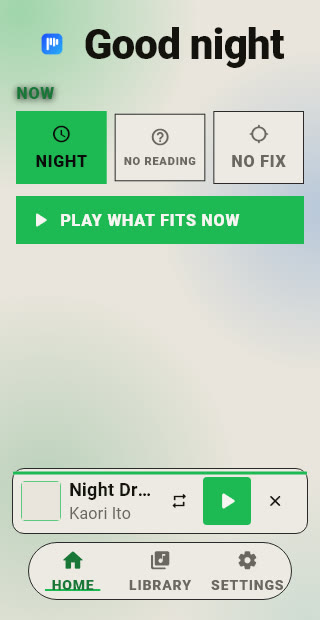 Good night
NOW
NIGHT
NO READING
NO FIX
PLAY WHAT FITS NOW
Night Dr...
Kaori Ito
HOME
LIBRARY
SETTINGS